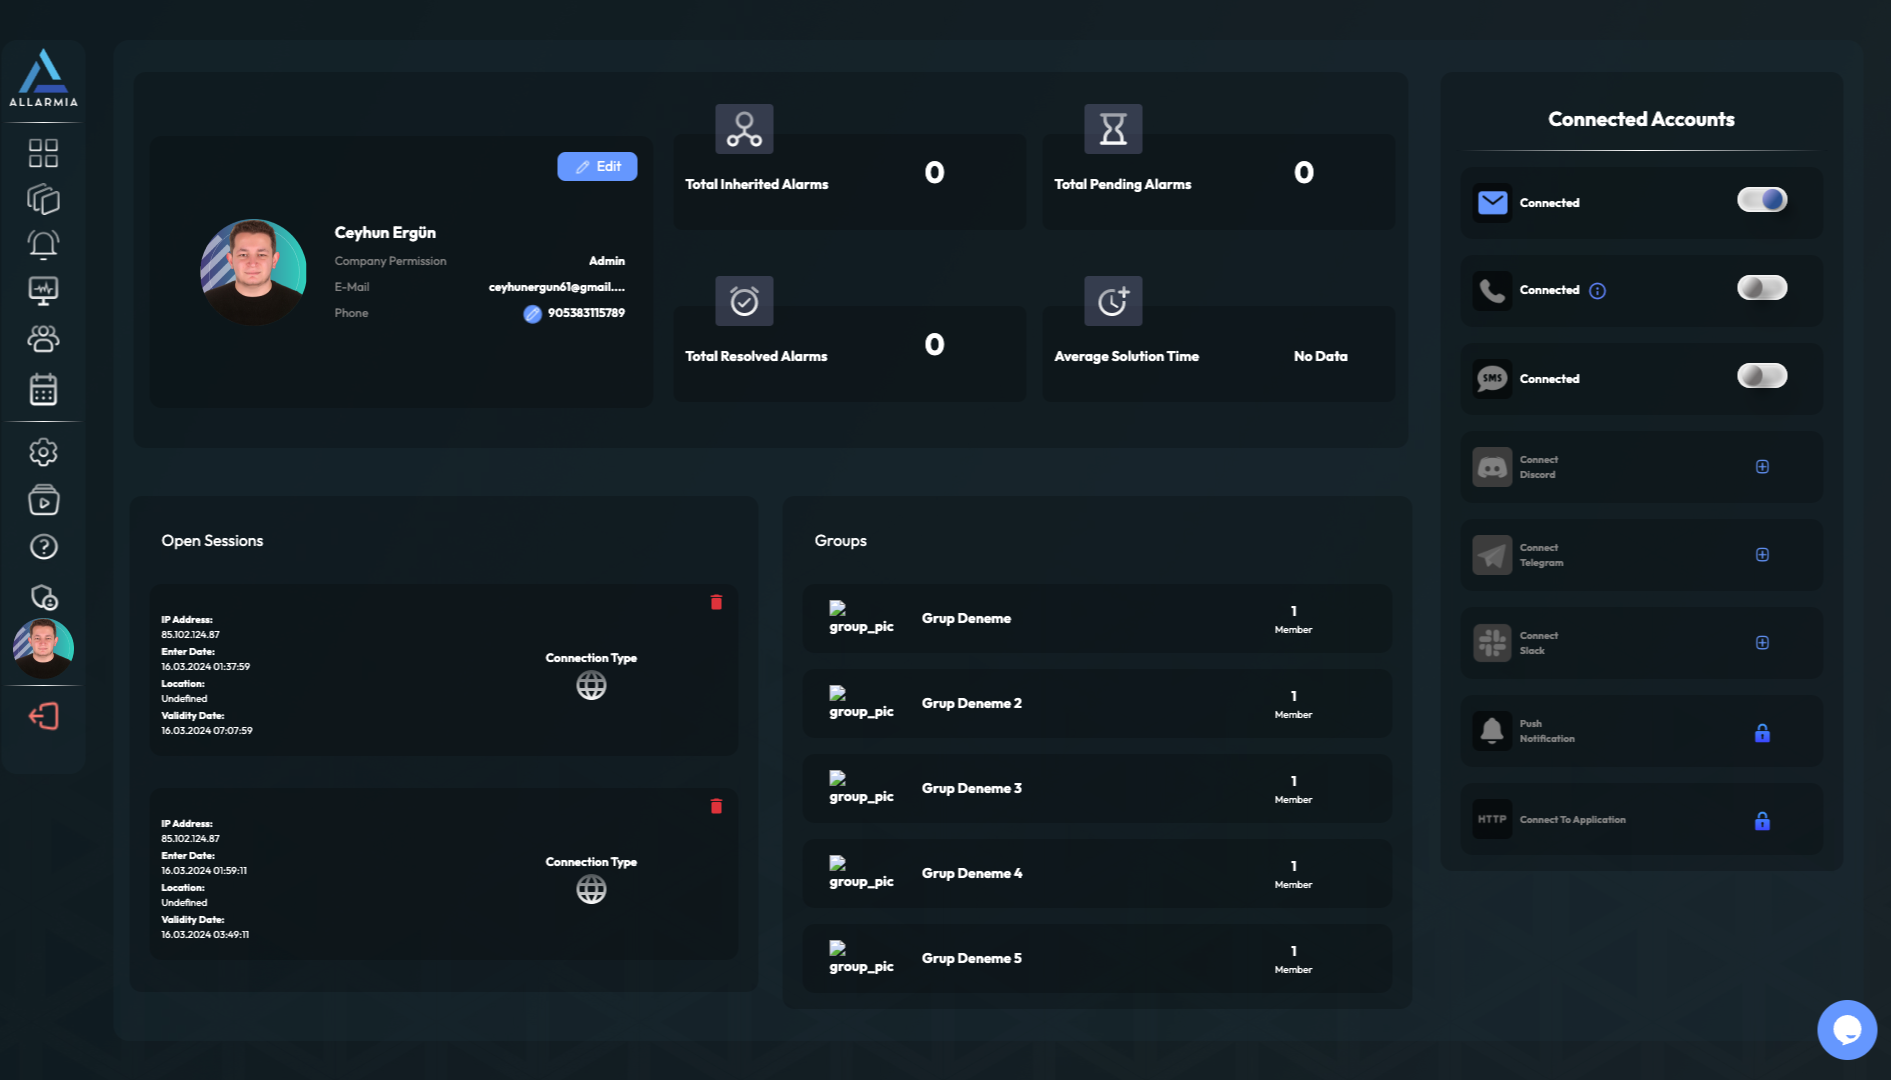 ALLARMIA
Edit
Ceyhun Ergün
Company Permission
Admin
E-Mail
ceyhunergun61@gmail....
Phone
905383115789
Total Inherited Alarms
0
Total Pending Alarms
0
Total Resolved Alarms
0
Average Solution Time
No Data
Open Sessions
IP Address:
85.102.124.87
Enter Date:
16.03.2024 01:37:59
Location:
Undefined
Validity Date:
16.03.2024 07:07:59
Connection Type
IP Address:
85.102.124.87
Enter Date:
16.03.2024 01:59:11
Location:
Undefined
Validity Date:
16.03.2024 03:49:11
Connection Type
Groups
group_pic
Grup Deneme
1
Member
group_pic
Grup Deneme 2
1
Member
group_pic
Grup Deneme 3
1
Member
group_pic
Grup Deneme 4
1
Member
group_pic
Grup Deneme 5
1
Member
Connected Accounts
Connected
Connected
SMS
Connected
Connect
Discord
Connect
Telegram
Connect
Slack
Push
Notification
HTTP
Connect To Application